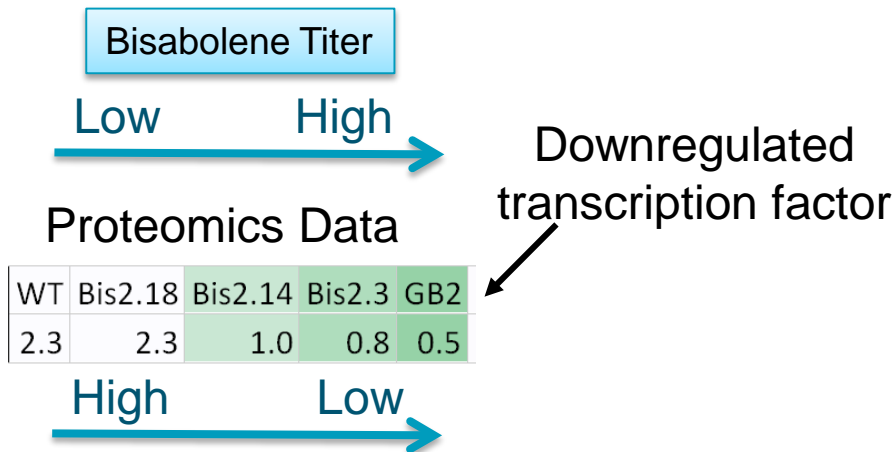 Bisabolene Titer
Low High
Downregulated
transcription factor
Proteomics Data
WT Bis2.18 Bis2.14 Bis2.3 GB2
2.3 2.3 1.0 0.8 0.5
High Low